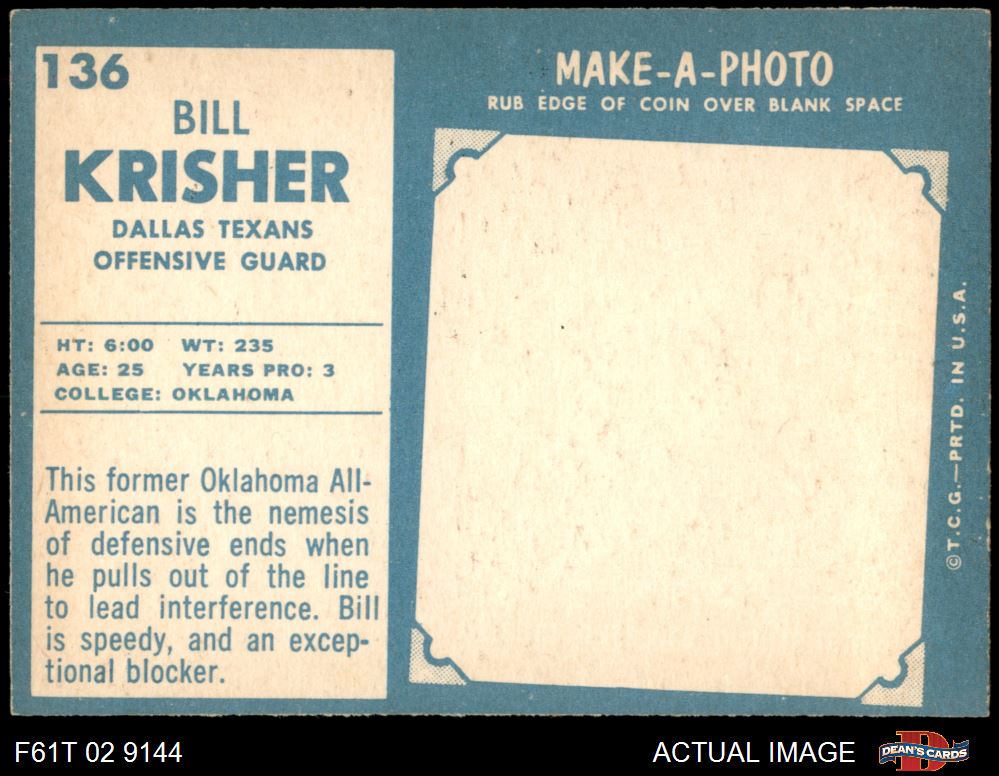 136
BILL
KRISHER
DALLAS TEXANS
OFFENSIVE GUARD
HT: 6:00 WT: 235
AGE: 25 YEARS PRO: 3
COLLEGE: OKLAHOMA
This former Oklahoma All-
American is the nemesis
of defensive ends when
he pulls out of the line
to lead interference. Bill
is speedy, and an excep-
tional blocker.
MAKE-A-PHOTO
RUB EDGE OF COIN OVER BLANK SPACE
©T.C.G.—PRTD. IN U.S.A.
F61T 02 9144
ACTUAL IMAGE
D
DEAN'S CARDS